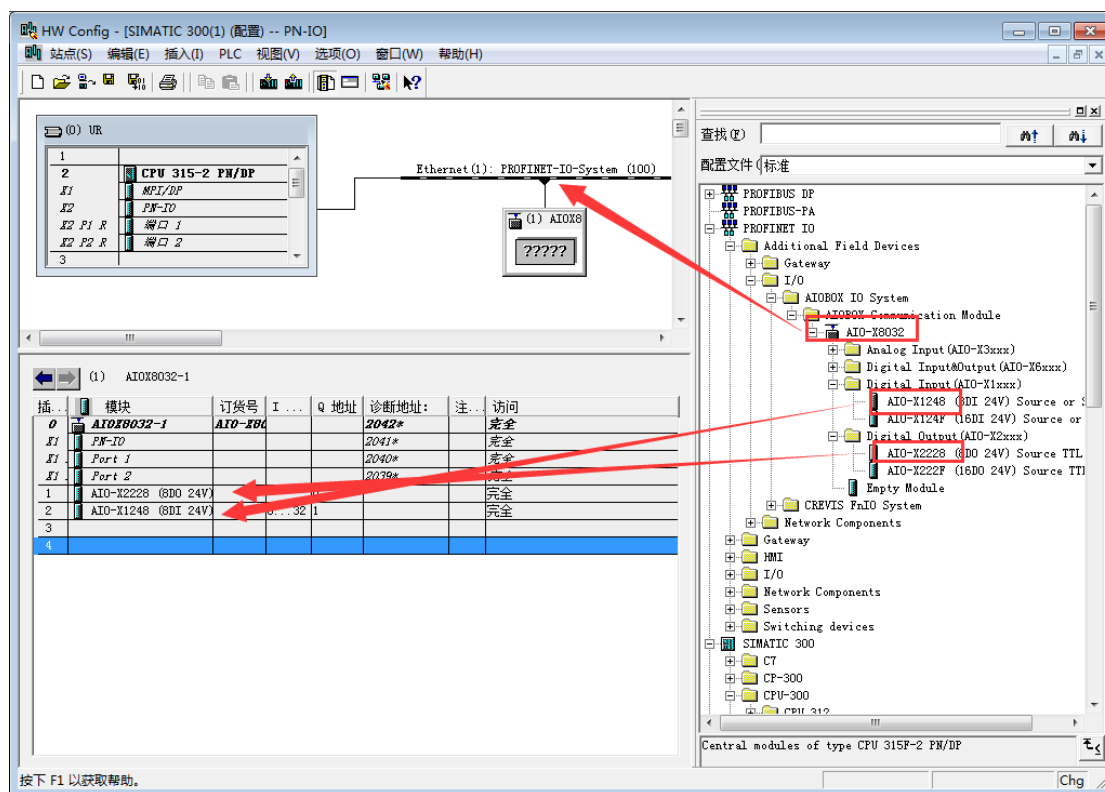 HW Config - [SIMATIC 300(1) (配置) -- PN-IO]
站点(S) 编辑(E) 插入(I) PLC 视图(V) 选项(O) 窗口(W) 帮助(H)
(0) UR
1
2 CPU 315-2 PN/DP
X1 MPI/DP
X2 PN-IO
X2 P1 R 端口 1
X2 P2 R 端口 2
3
Ethernet(1): PROFINET-IO-System (100)
(1) AIOX8
?????
(1) AIOX8032-1
插... 模块 订货号 I ... Q 地址 诊断地址: 注... 访问
0 AIOX8032-1 AIO-X80 2042* 完全
X1 PN-IO 2041* 完全
X1 . Port 1 2040* 完全
X1 . Port 2 2039* 完全
1 AIO-X2228 (8DO 24V) 完全
2 AIO-X1248 (8DI 24V) ...32 1 完全
3
4
查找(F)
配置文件( 标准
PROFIBUS DP
PROFIBUS-PA
PROFINET IO
Additional Field Devices
Gateway
I/O
AIOBOX IO System
AIOBOX Communication Module
AIO-X8032
Analog Input(AIO-X3xxx)
Digital Input&Output(AIO-X6xxx)
Digital Input(AIO-X1xxx)
AIO-X1248 (8DI 24V) Source or
AIO-X124F (16DI 24V) Source or
Digital Output(AIO-X2xxx)
AIO-X2228 (8DO 24V) Source TTL
AIO-X222F (16DO 24V) Source TTl
Empty Module
CREVIS FnIO System
Network Components
Gateway
HMI
I/O
Network Components
Sensors
Switching devices
SIMATIC 300
C7
CP-300
CPU-300
CPU 312
Central modules of type CPU 315F-2 PN/DP
按下 F1 以获取帮助。
Chg